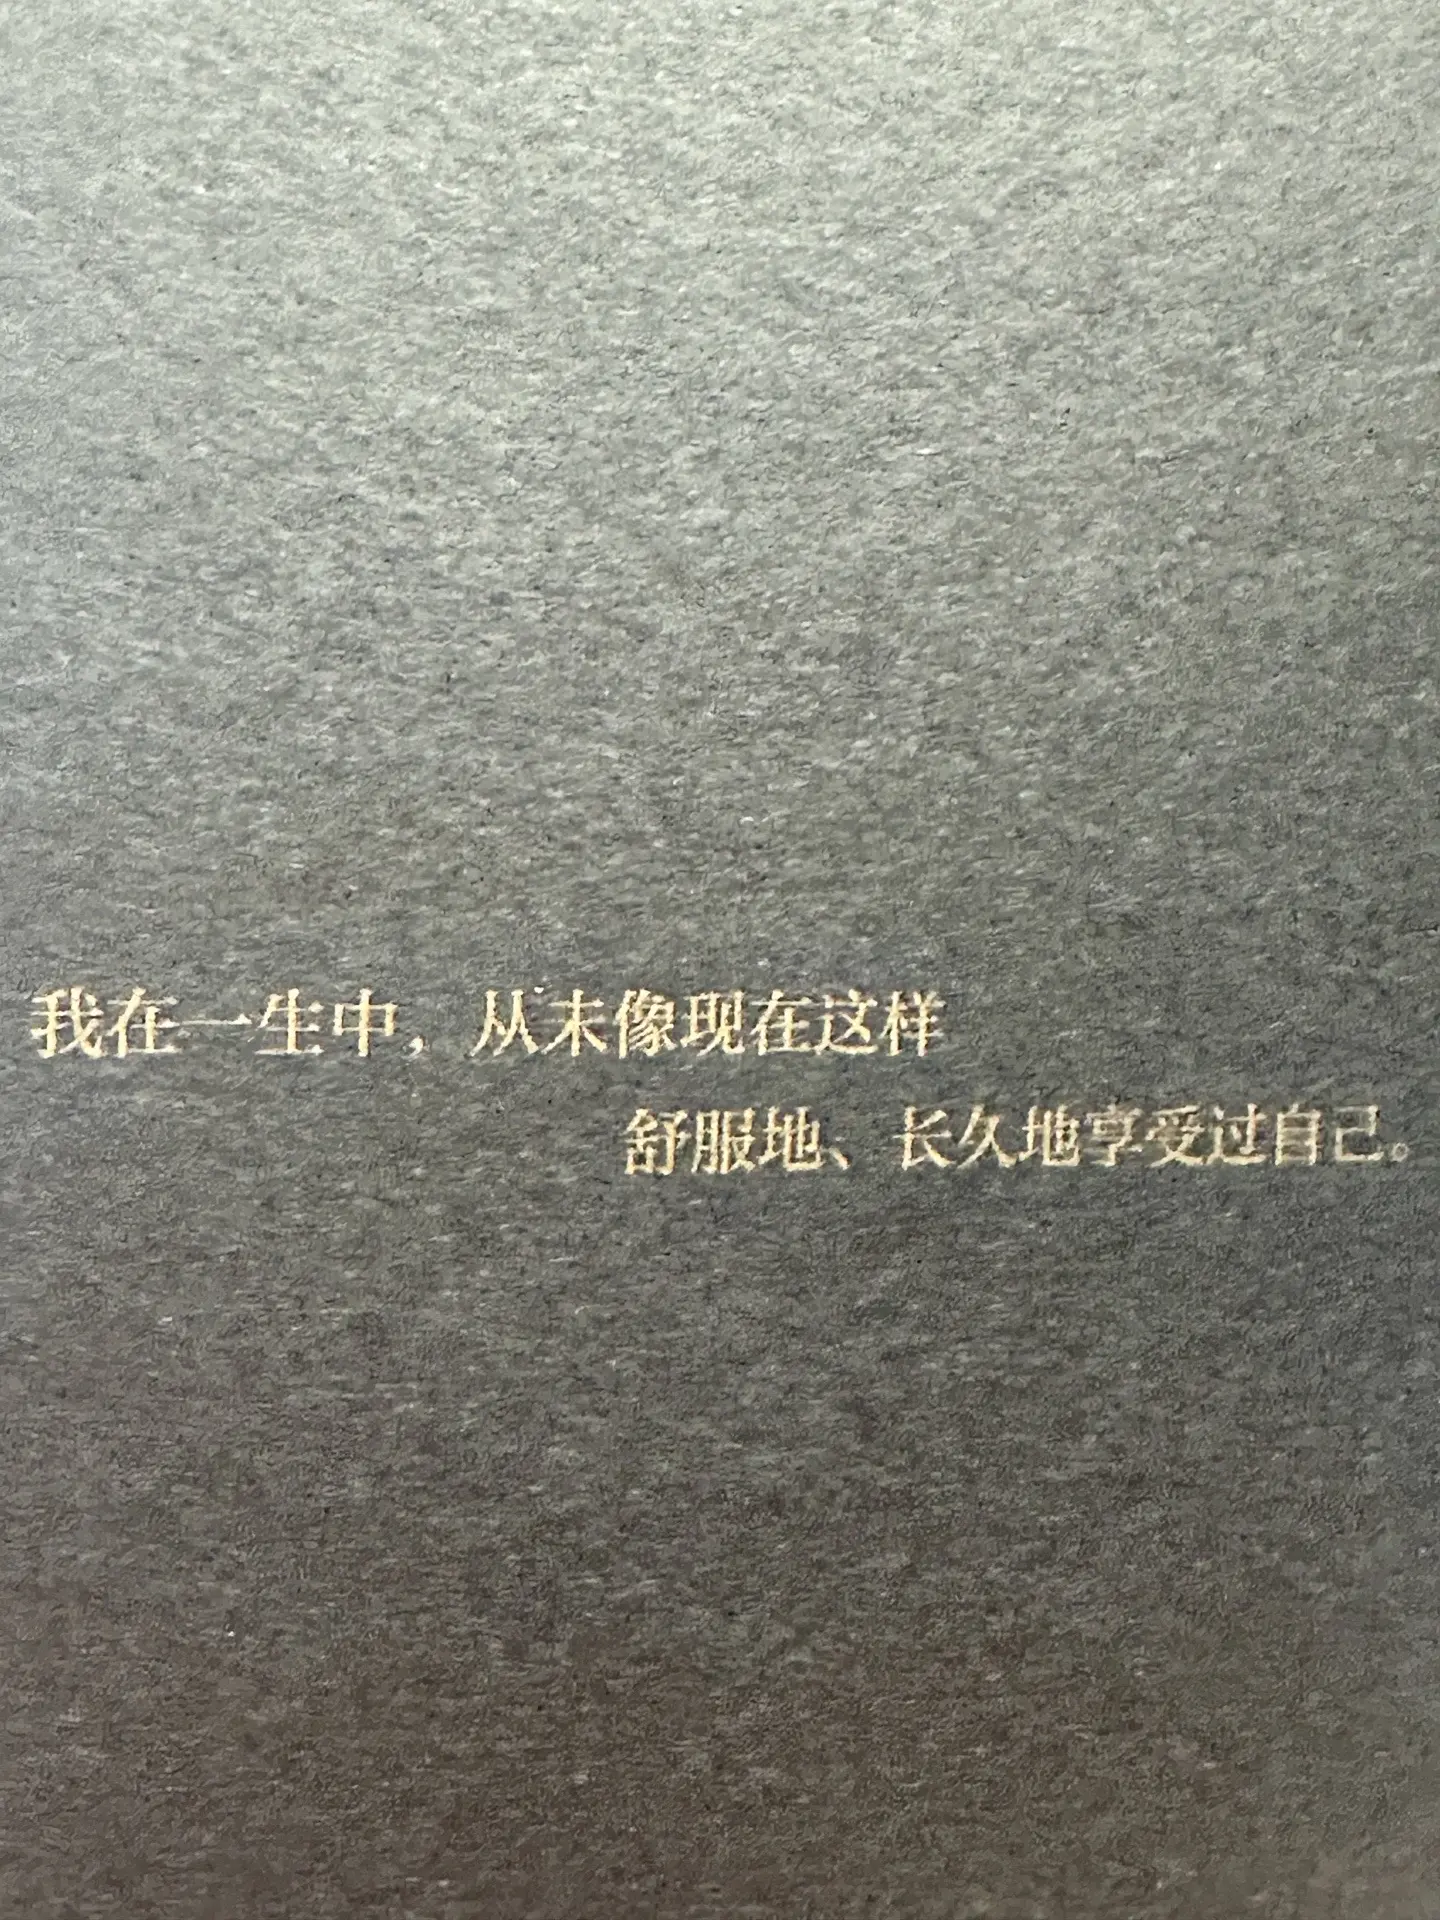 我在一生中，从未像现在这样
舒服地、长久地享受过自己。